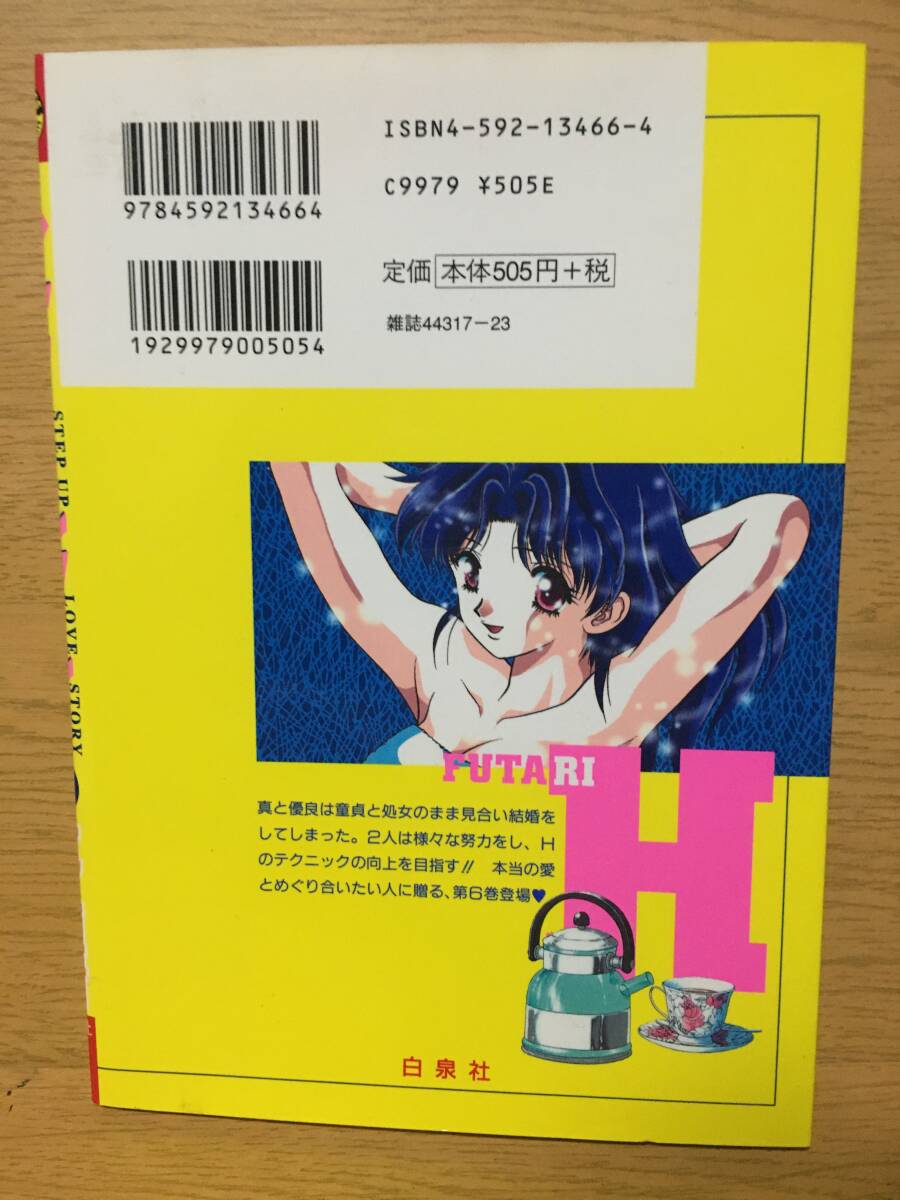 ISBN4-592-13466-4
9784592134664
C9979 ¥505E
定価 本体505円+税
1929979005054
雑誌44317-23
STEP UP LOVE STORY
FUTARI
H
真と優良は童貞と処女のまま見合い結婚を
してしまった。2人は様々な努力をし、H
のテクニックの向上を目指す!! 本当の愛
とめぐり合いたい人に贈る、第6巻登場♥
白泉社